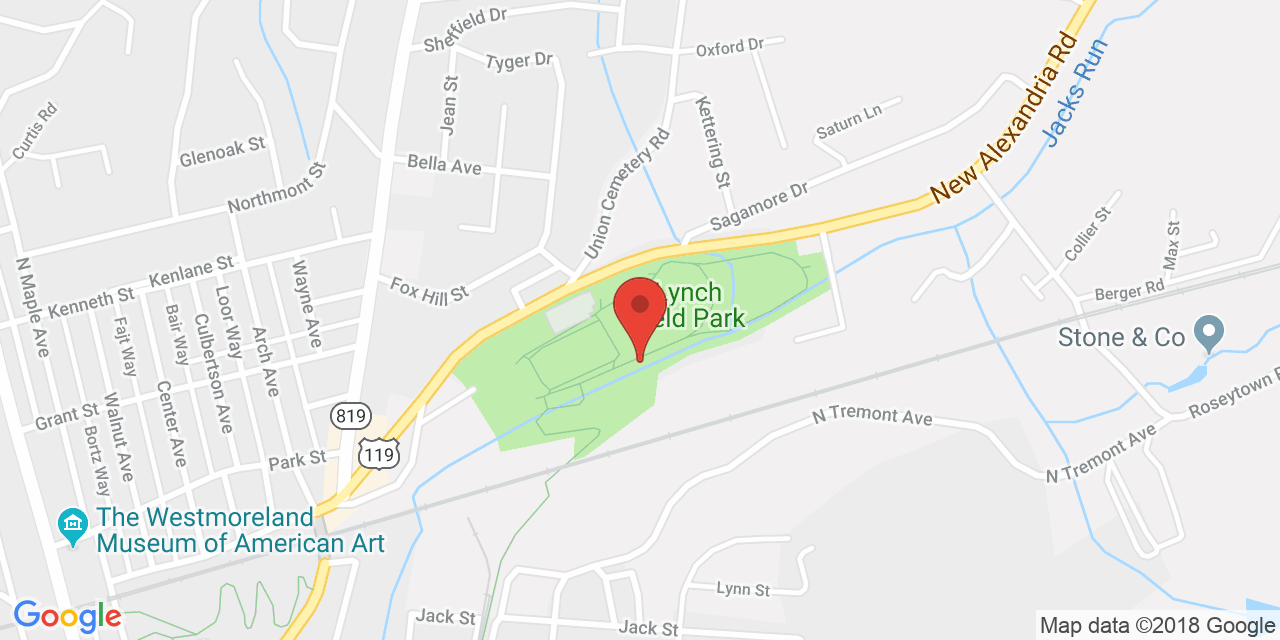 Sheffield Dr
Oxford Dr
Tyger Dr
New Alexandria Rd
Jacks Run
Jean St
Curtis Rd
Kettering St
Saturn Ln
Glenoak St
Bella Ave
Union Cemetery Rd
Northmont St
Sagamore Dr
Collier St
Max St
N Maple Ave
Kenlane St
Kenneth St
Wayne Ave
Fox Hill St
Berger Rd
Lynch
eld Park
Fajt Way
Bair Way
Loor Way
Culbertson Ave
Arch Ave
Stone & Co
Grant St
Walnut Ave
Center Ave
Bortz Way
819
119
N Tremont Ave
Roseytown R
N Tremont Ave
Park St
The Westmoreland
Museum of American Art
Lynn St
Jack St
Jack St
Google
Map data ©2018 Google